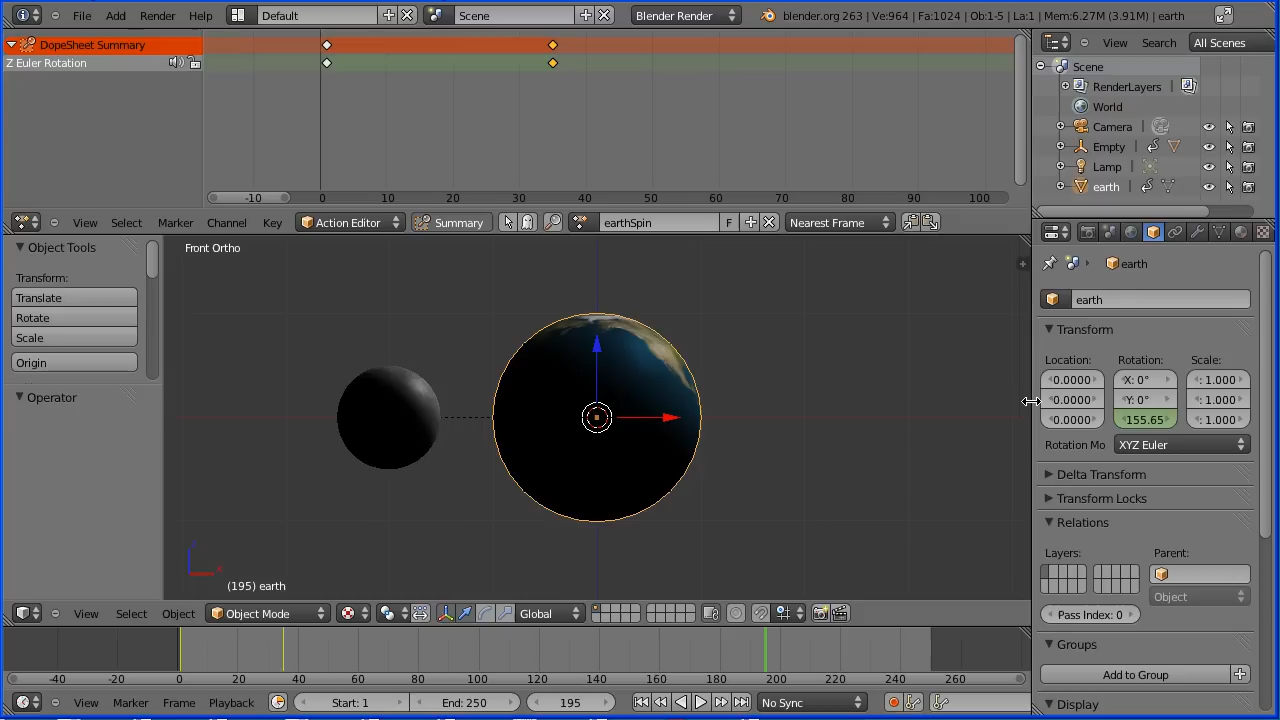 File Add Render Help Default Scene Blender Render blender.org 263 | Ve:964 | Fa:1024 | Ob:1-5 | La:1 | Mem:6.27M (3.91M) | earth
DopeSheet Summary
Z Euler Rotation
-10 0 10 20 30 40 50 60 70 80 90 100
View Select Marker Channel Key Action Editor Summary earthSpin F Nearest Frame
View Search All Scenes
Scene
RenderLayers |
World
Camera |
Empty |
Lamp |
earth |
Object Tools
Transform:
Translate
Rotate
Scale
Origin
Operator
Front Ortho
(195) earth
View Select Object Object Mode Global
earth
earth
Transform
Location: Rotation: Scale:
0.0000 X: 0° : 1.000
0.0000 Y: 0° : 1.000
0.0000 155.65 : 1.000
Rotation Mo XYZ Euler
Delta Transform
Transform Locks
Relations
Layers: Parent:
Object
Pass Index: 0
Groups
Add to Group
Display
-40 -20 0 20 40 60 80 100 120 140 160 180 200 220 240 260
View Marker Frame Playback Start: 1 End: 250 195 No Sync